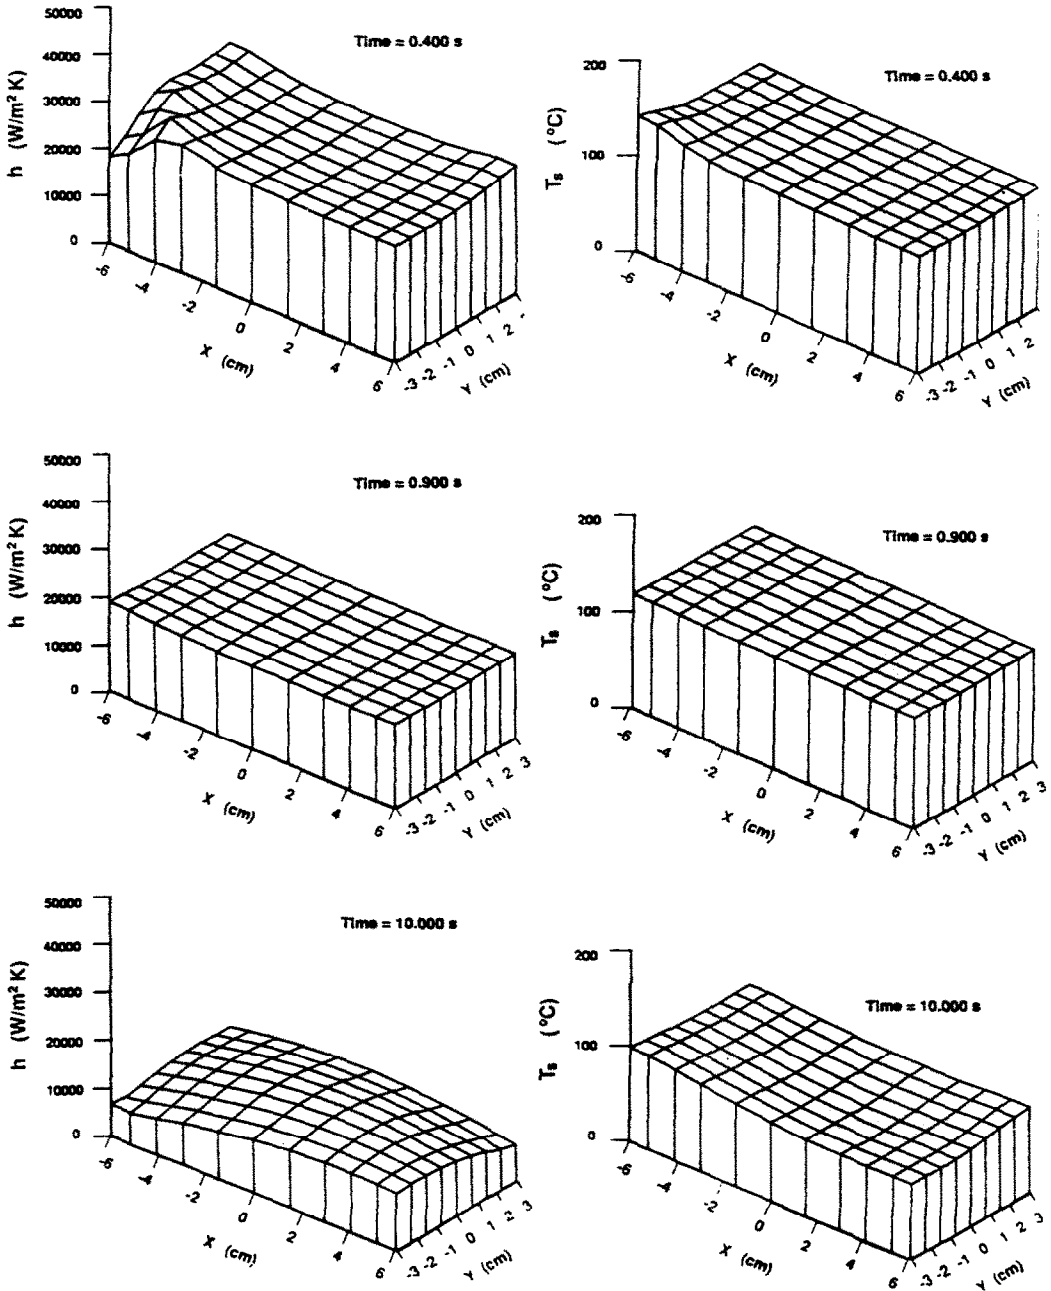 50000
Time = 0.400 s
40000
30000
20000
10000
0
h (W/m² K)
-6
-4
-2
0
2
4
6
X (cm)
-3 -2 -1 0 1 2
Y (cm)
200
Time = 0.400 s
100
0
Ts (°C)
-6
-4
-2
0
2
4
6
X (cm)
-3 -2 -1 0 1 2
Y (cm)
50000
Time = 0.900 s
40000
30000
20000
10000
0
h (W/m² K)
-6
-4
-2
0
2
4
6
X (cm)
-3 -2 -1 0 1 2 3
Y (cm)
200
Time = 0.900 s
100
0
Ts (°C)
-6
-4
-2
0
2
4
6
X (cm)
-3 -2 -1 0 1 2 3
Y (cm)
50000
Time = 10.000 s
40000
30000
20000
10000
0
h (W/m² K)
-6
-4
-2
0
2
4
6
X (cm)
-3 -2 -1 0 1 2 3
Y (cm)
200
Time = 10.000 s
100
0
Ts (°C)
-6
-4
-2
0
2
4
6
X (cm)
-3 -2 -1 0 1 2 3
Y (cm)